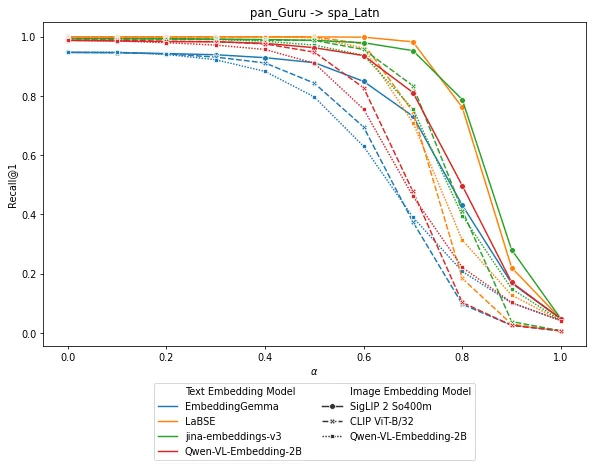 pan_Guru -> spa_Latn
1.0
0.8
0.6
0.4
0.2
0.0
Recall@1
0.0 0.2 0.4 0.6 0.8 1.0
α
Text Embedding Model Image Embedding Model
EmbeddingGemma SigLIP 2 So400m
LaBSE CLIP ViT-B/32
jina-embeddings-v3 Qwen-VL-Embedding-2B
Qwen-VL-Embedding-2B